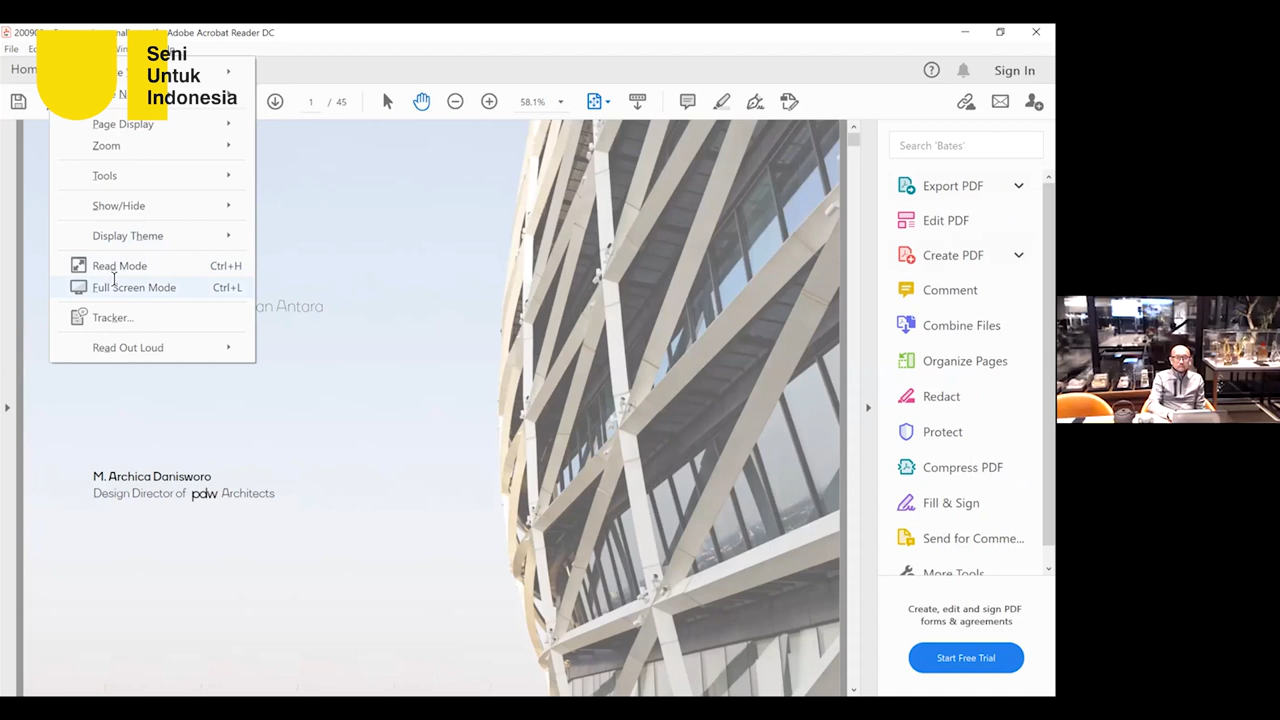 Adobe Acrobat Reader DC
File
Seni
Untuk
Indonesia
Sign In
1 / 45
58.1%
Page Display
Zoom
Tools
Show/Hide
Display Theme
Read Mode Ctrl+H
Full Screen Mode Ctrl+L
Tracker...
Read Out Loud
an Antara
M. Archica Danisworo
Design Director of pdw Architects
Search 'Bates'
Export PDF
Edit PDF
Create PDF
Comment
Combine Files
Organize Pages
Redact
Protect
Compress PDF
Fill & Sign
Send for Comme...
More Tools
Create, edit and sign PDF
forms & agreements
Start Free Trial